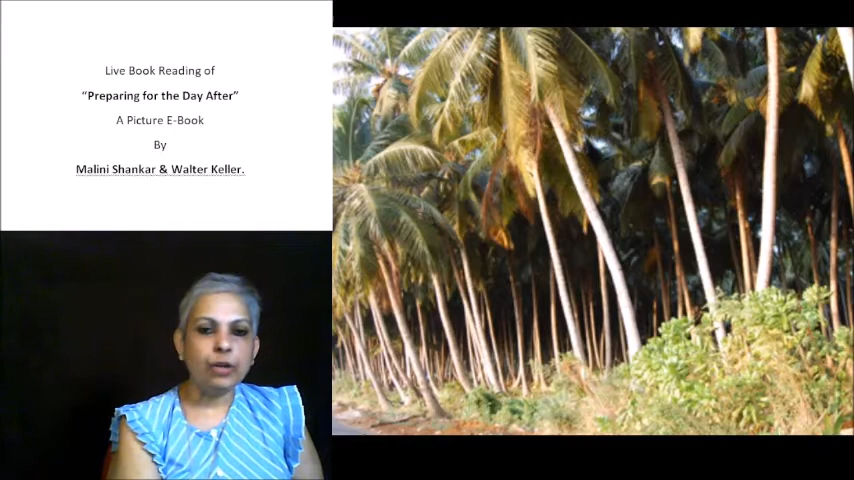 Live Book Reading of
“Preparing for the Day After”
A Picture E-Book
By
Malini Shankar & Walter Keller.